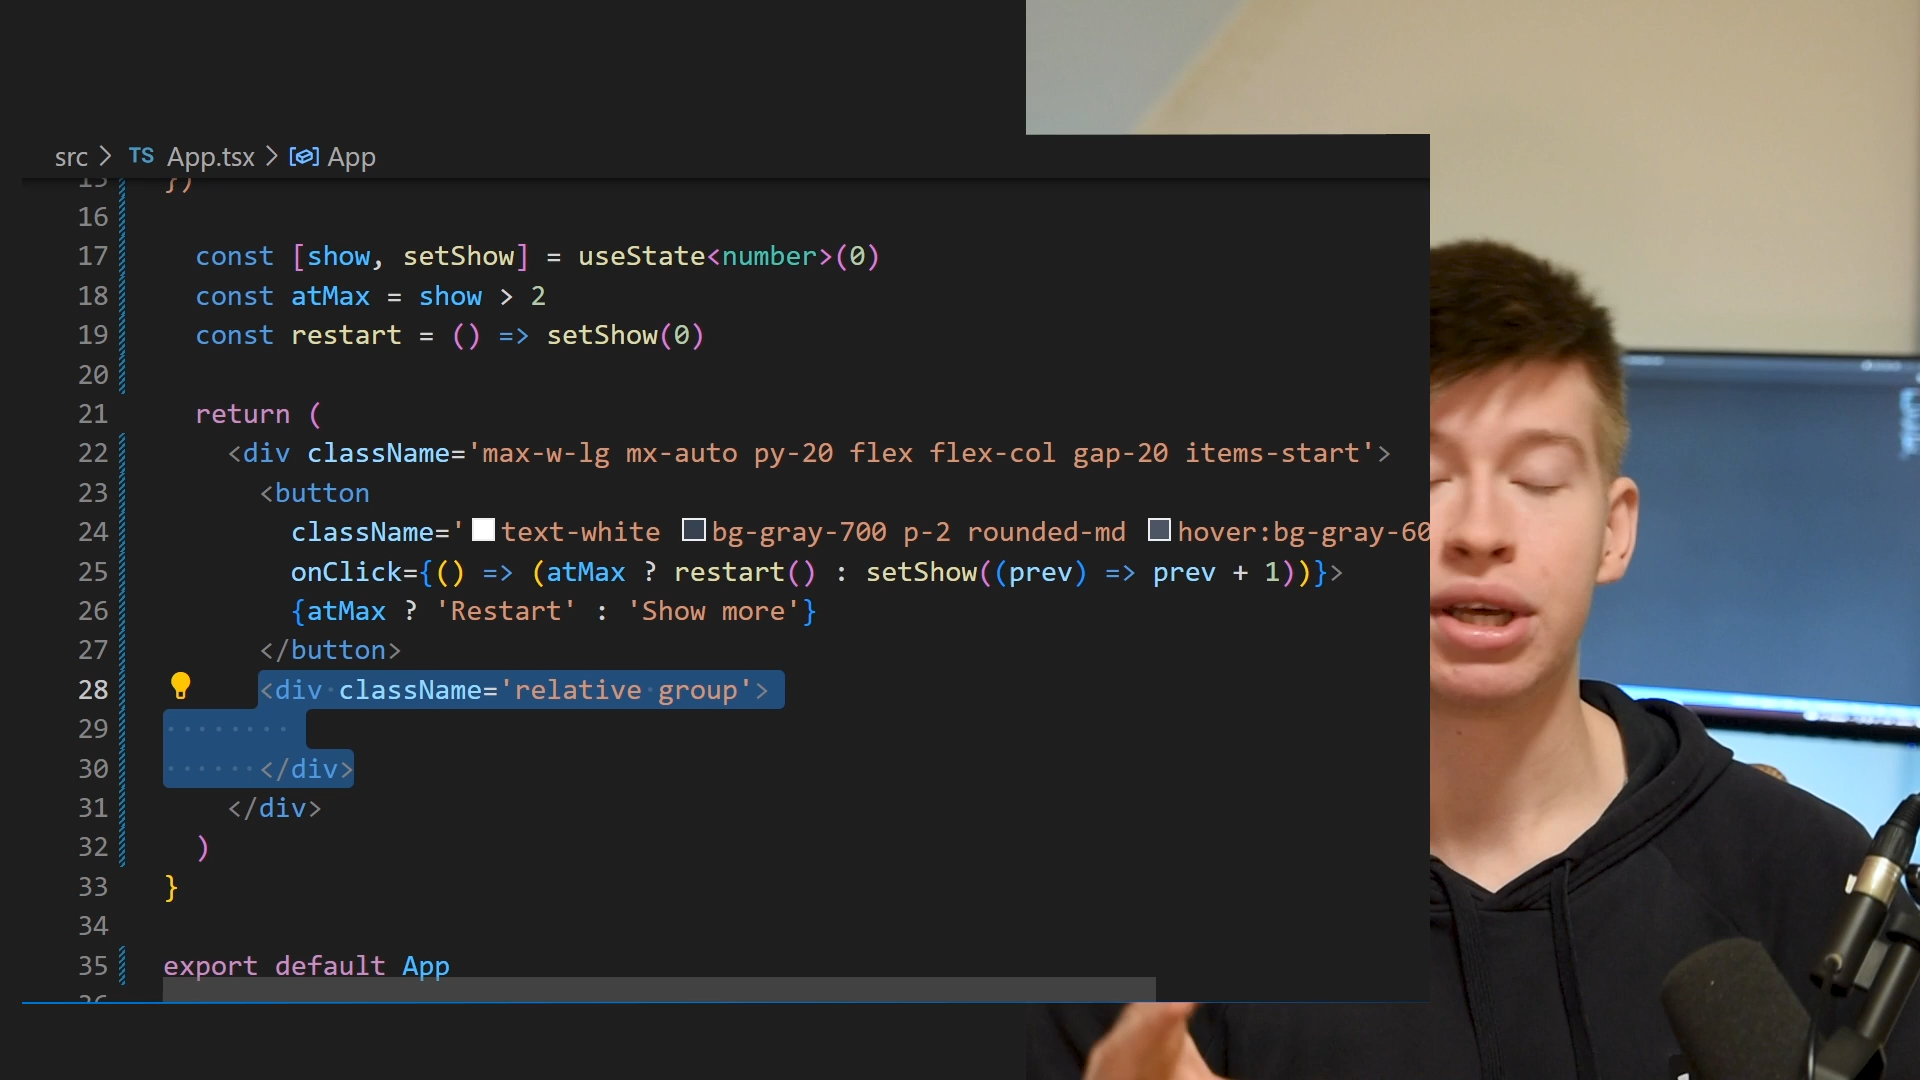 src > TS App.tsx > App
15 })
16
17 const [show, setShow] = useState<number>(0)
18 const atMax = show > 2
19 const restart = () => setShow(0)
20
21 return (
22 <div className='max-w-lg mx-auto py-20 flex flex-col gap-20 items-start'>
23 <button
24 className='text-white bg-gray-700 p-2 rounded-md hover:bg-gray-60
25 onClick={() => (atMax ? restart() : setShow((prev) => prev + 1))}>
26 {atMax ? 'Restart' : 'Show more'}
27 </button>
28 <div className='relative group'>
29
30 </div>
31 </div>
32 )
33 }
34
35 export default App
36